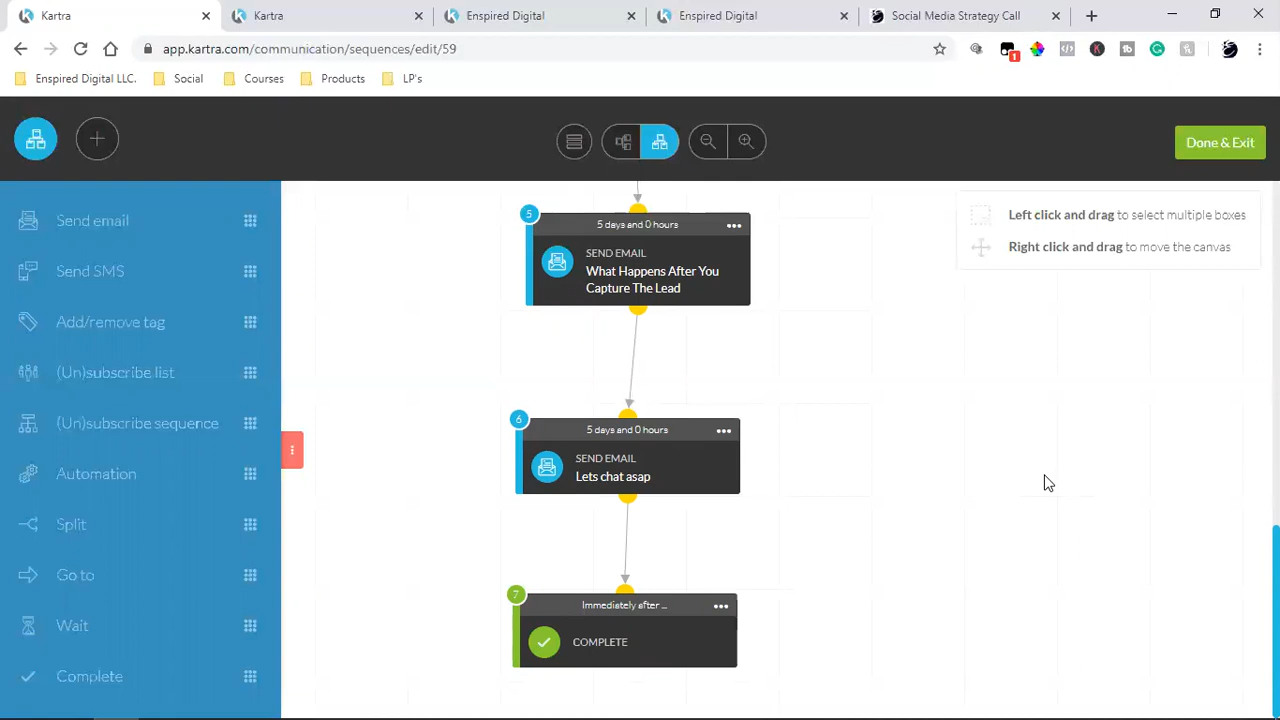 Kartra
Kartra
Enspired Digital
Enspired Digital
Social Media Strategy Call
app.kartra.com/communication/sequences/edit/59
1
K
Enspired Digital LLC.
Social
Courses
Products
LP's
Done & Exit
Send email
Send SMS
Add/remove tag
(Un)subscribe list
(Un)subscribe sequence
Automation
Split
Go to
Wait
Complete
Left click and drag to select multiple boxes
Right click and drag to move the canvas
5
5 days and 0 hours
SEND EMAIL
What Happens After You
Capture The Lead
6
5 days and 0 hours
SEND EMAIL
Lets chat asap
7
Immediately after ...
COMPLETE